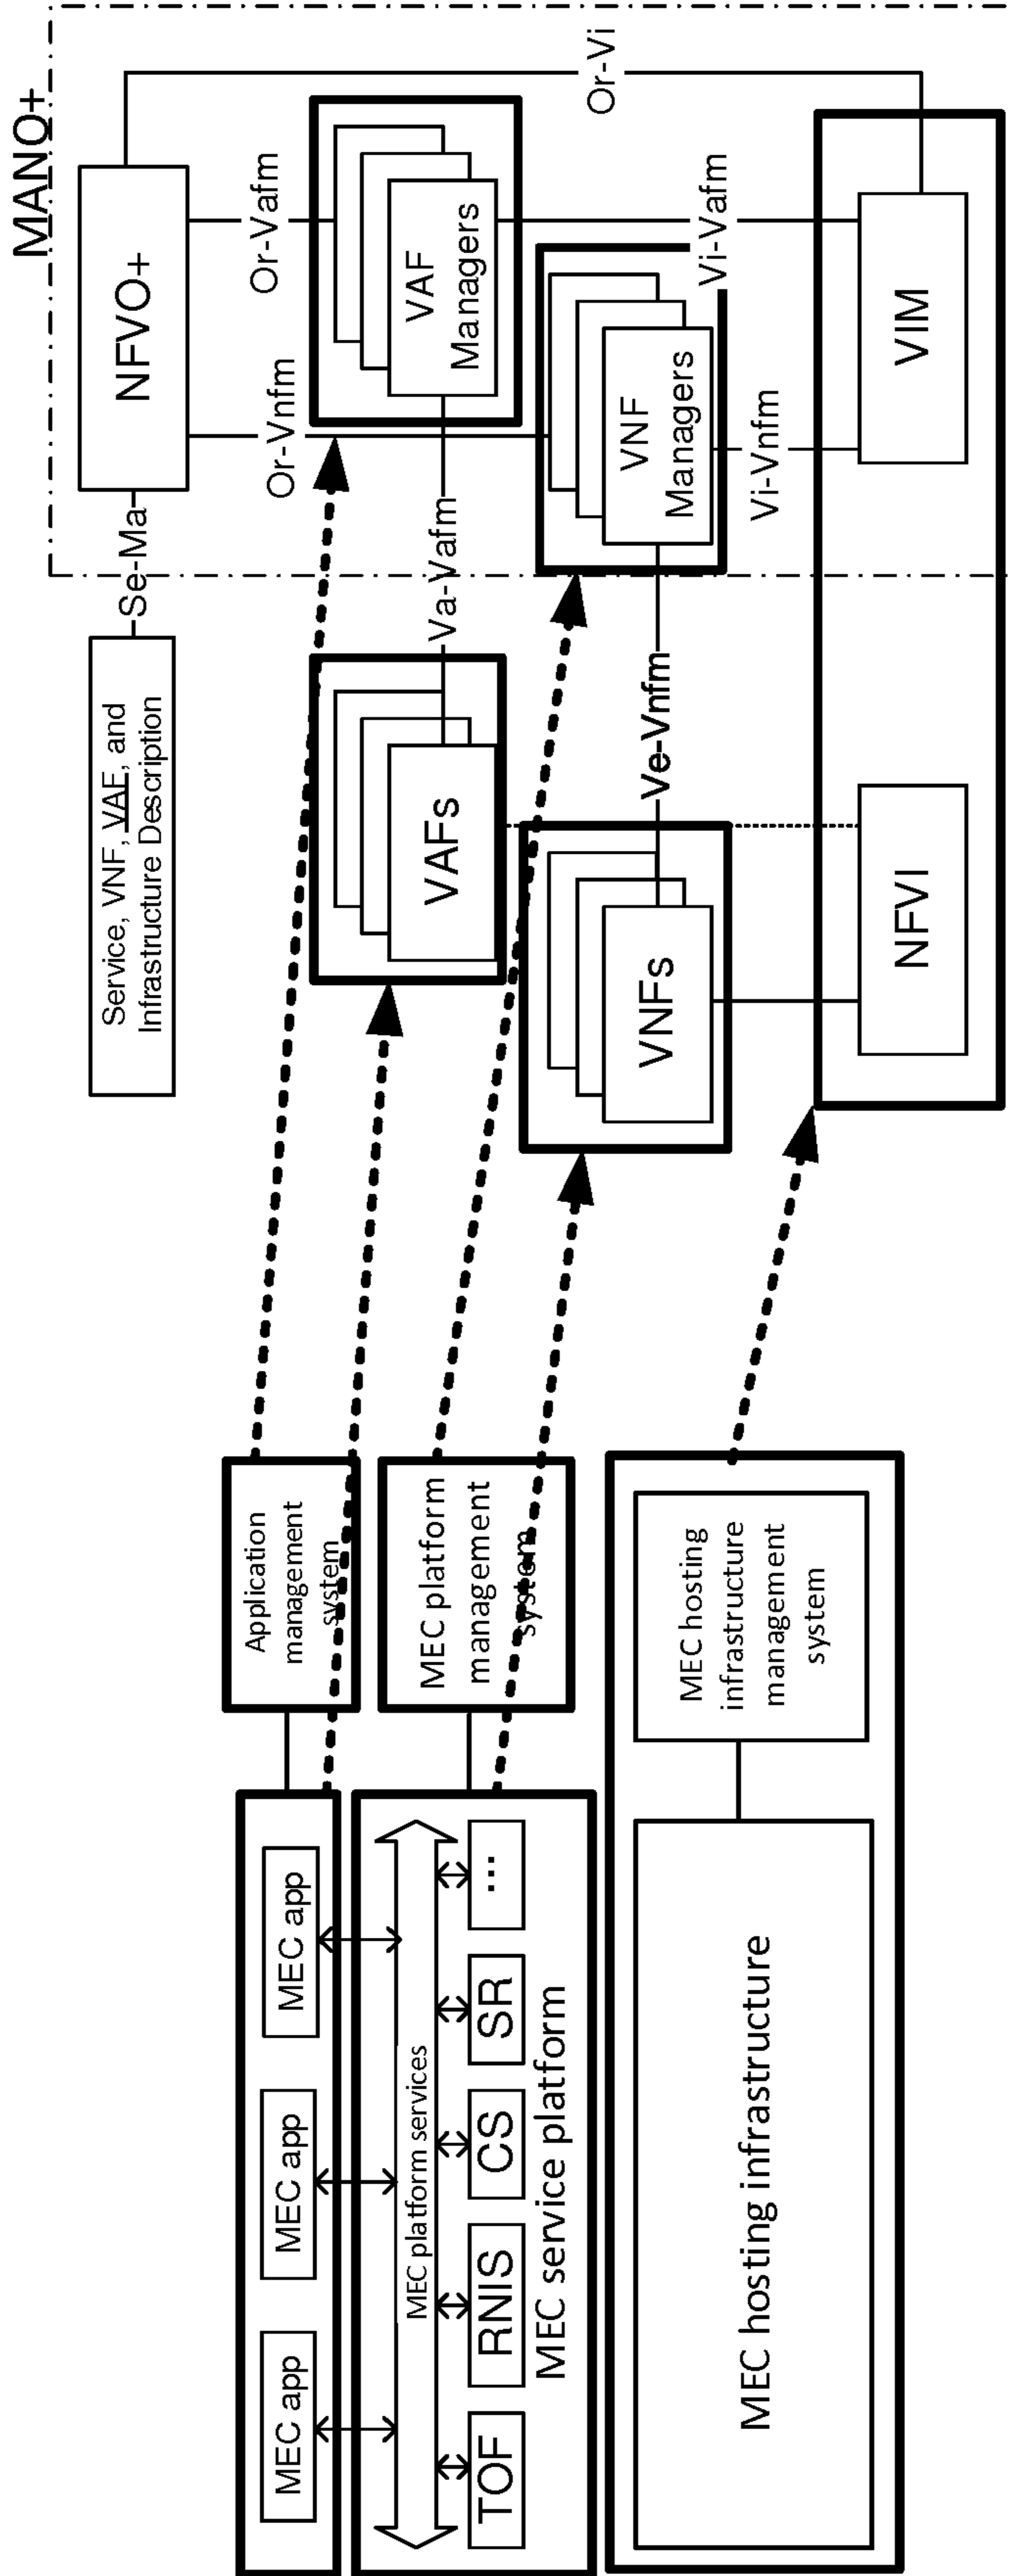 MANO+
NFVO+
Se-Ma
Service, VNF, VAE, and
Infrastructure Description
Or-Vi
Or-Vafm
Or-Vnfm
VAF
Managers
Va-Vafm
VAFs
Vi-Vafm
VNF
Managers
Vi-Vnfm
Ve-Vnfm
VNFs
VIM
NFVI
Application
management
system
MEC platform
management
system
MEC hosting
infrastructure
management
system
MEC app
MEC app
MEC app
MEC platform services
TOF
RNIS
CS
SR
...
MEC service platform
MEC hosting infrastructure